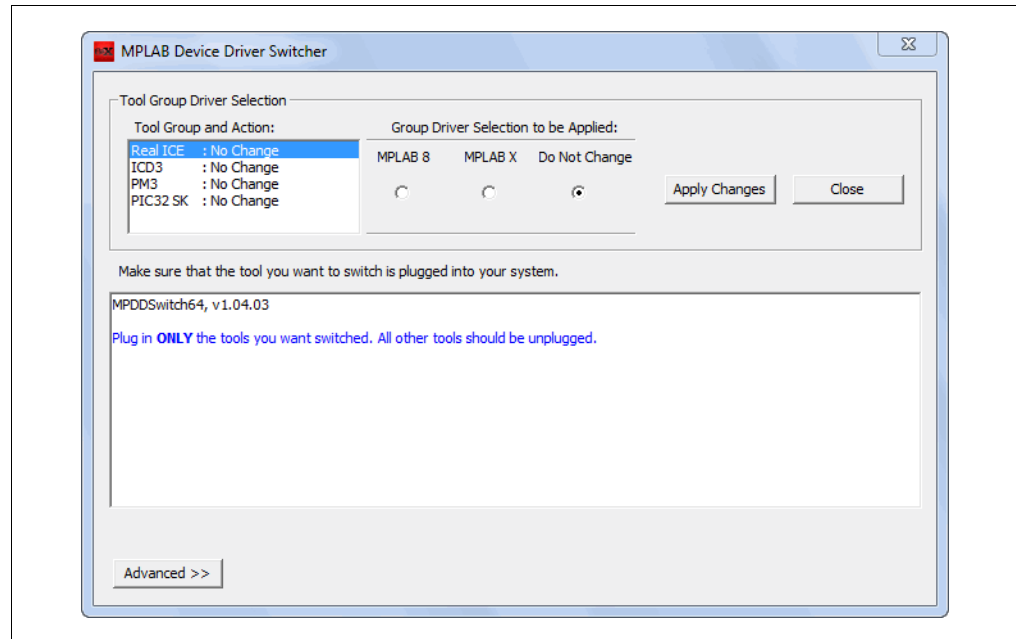 MPLAB Device Driver Switcher
Tool Group Driver Selection
Tool Group and Action:
Real ICE : No Change
ICD3 : No Change
PM3 : No Change
PIC32 SK : No Change
Group Driver Selection to be Applied:
MPLAB 8 MPLAB X Do Not Change
Apply Changes
Close
Make sure that the tool you want to switch is plugged into your system.
MPDDSwitch64, v1.04.03
Plug in ONLY the tools you want switched. All other tools should be unplugged.
Advanced >>